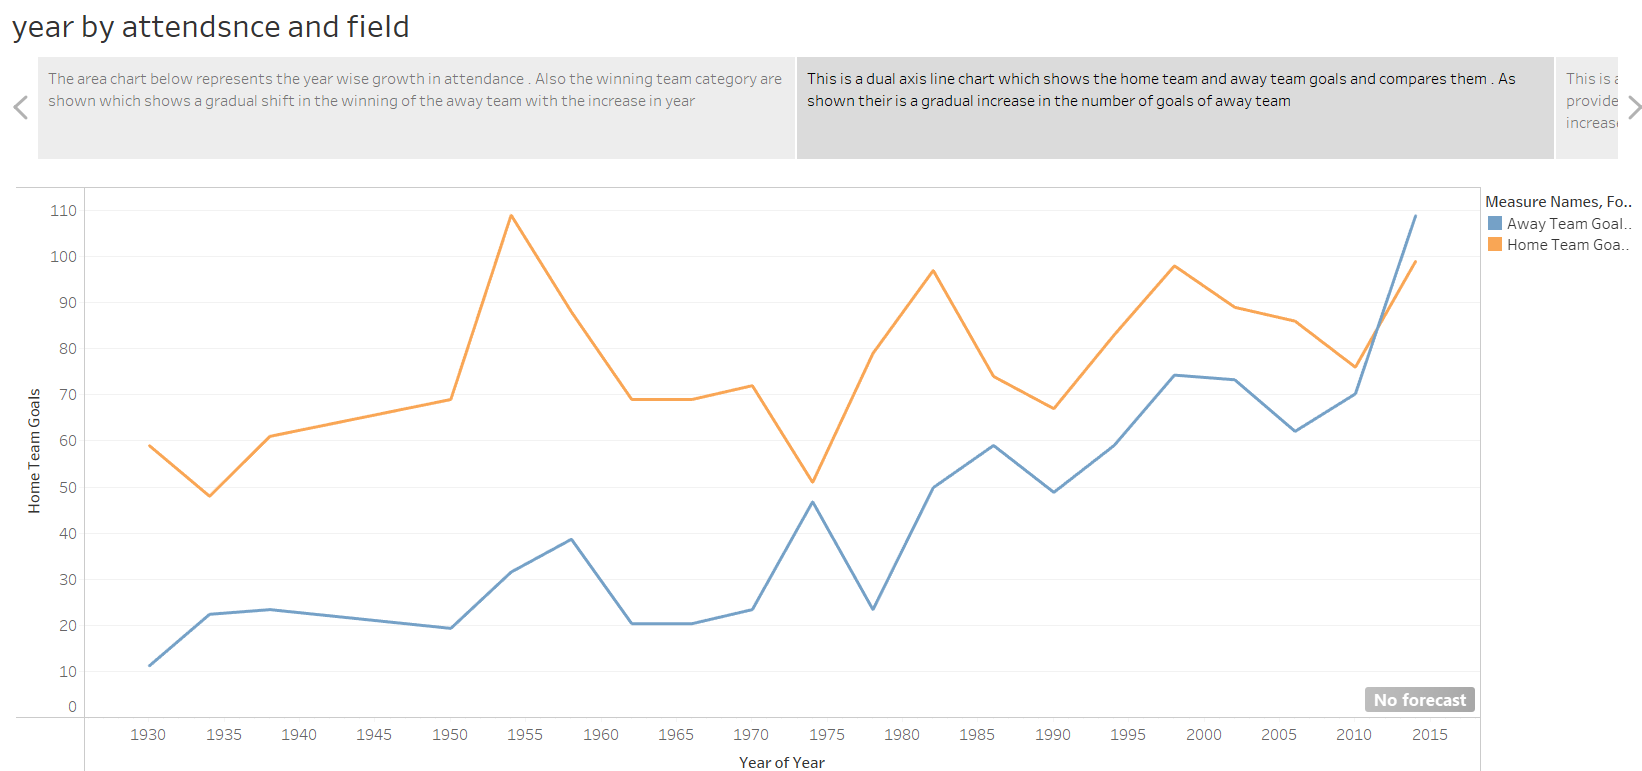 year by attendsnce and field
The area chart below represents the year wise growth in attendance . Also the winning team category are
shown which shows a gradual shift in the winning of the away team with the increase in year
This is a dual axis line chart which shows the home team and away team goals and compares them . As
shown their is a gradual increase in the number of goals of away team
This is a
provide
increase
110
100
90
80
70
60
50
40
30
20
10
0
Home Team Goals
1930 1935 1940 1945 1950 1955 1960 1965 1970 1975 1980 1985 1990 1995 2000 2005 2010 2015
Year of Year
No forecast
Measure Names, Fo..
Away Team Goal..
Home Team Goa..